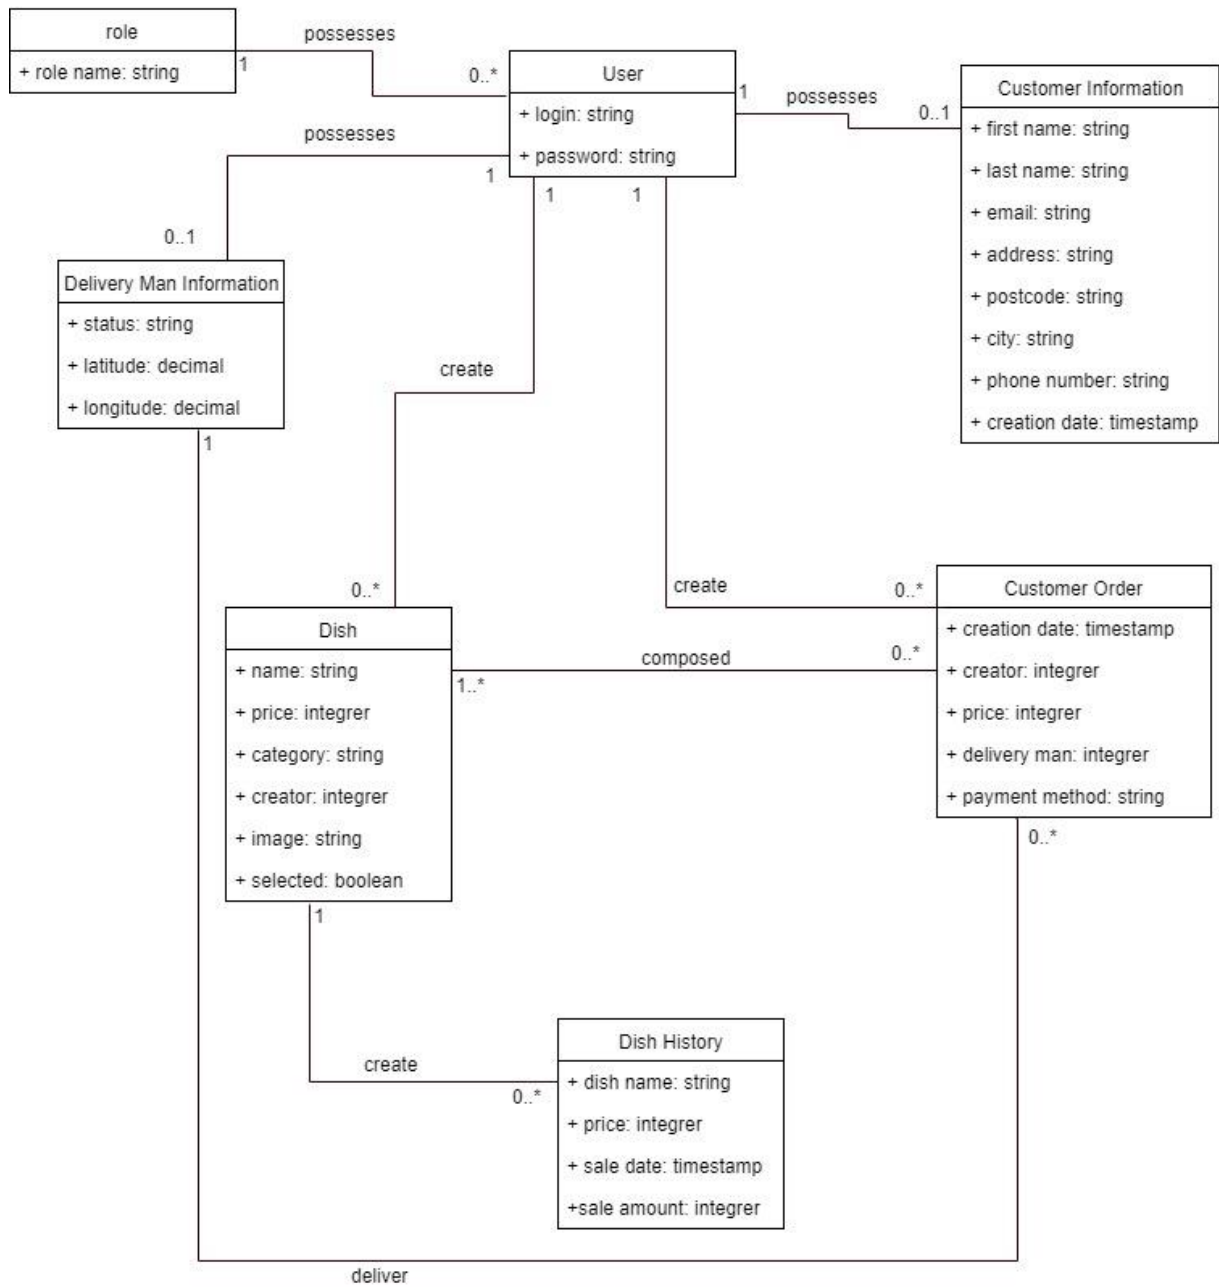 role
+ role name: string
possesses
1
0..*
User
+ login: string
+ password: string
1
possesses
0..1
Customer Information
+ first name: string
+ last name: string
+ email: string
+ address: string
+ postcode: string
+ city: string
+ phone number: string
+ creation date: timestamp
possesses
1
1
1
0..1
Delivery Man Information
+ status: string
+ latitude: decimal
+ longitude: decimal
1
create
0..*
create
0..*
Customer Order
+ creation date: timestamp
+ creator: integrer
+ price: integrer
+ delivery man: integrer
+ payment method: string
0..*
Dish
+ name: string
+ price: integrer
+ category: string
+ creator: integrer
+ image: string
+ selected: boolean
composed
0..*
1..*
1
create
0..*
Dish History
+ dish name: string
+ price: integrer
+ sale date: timestamp
+sale amount: integrer
deliver